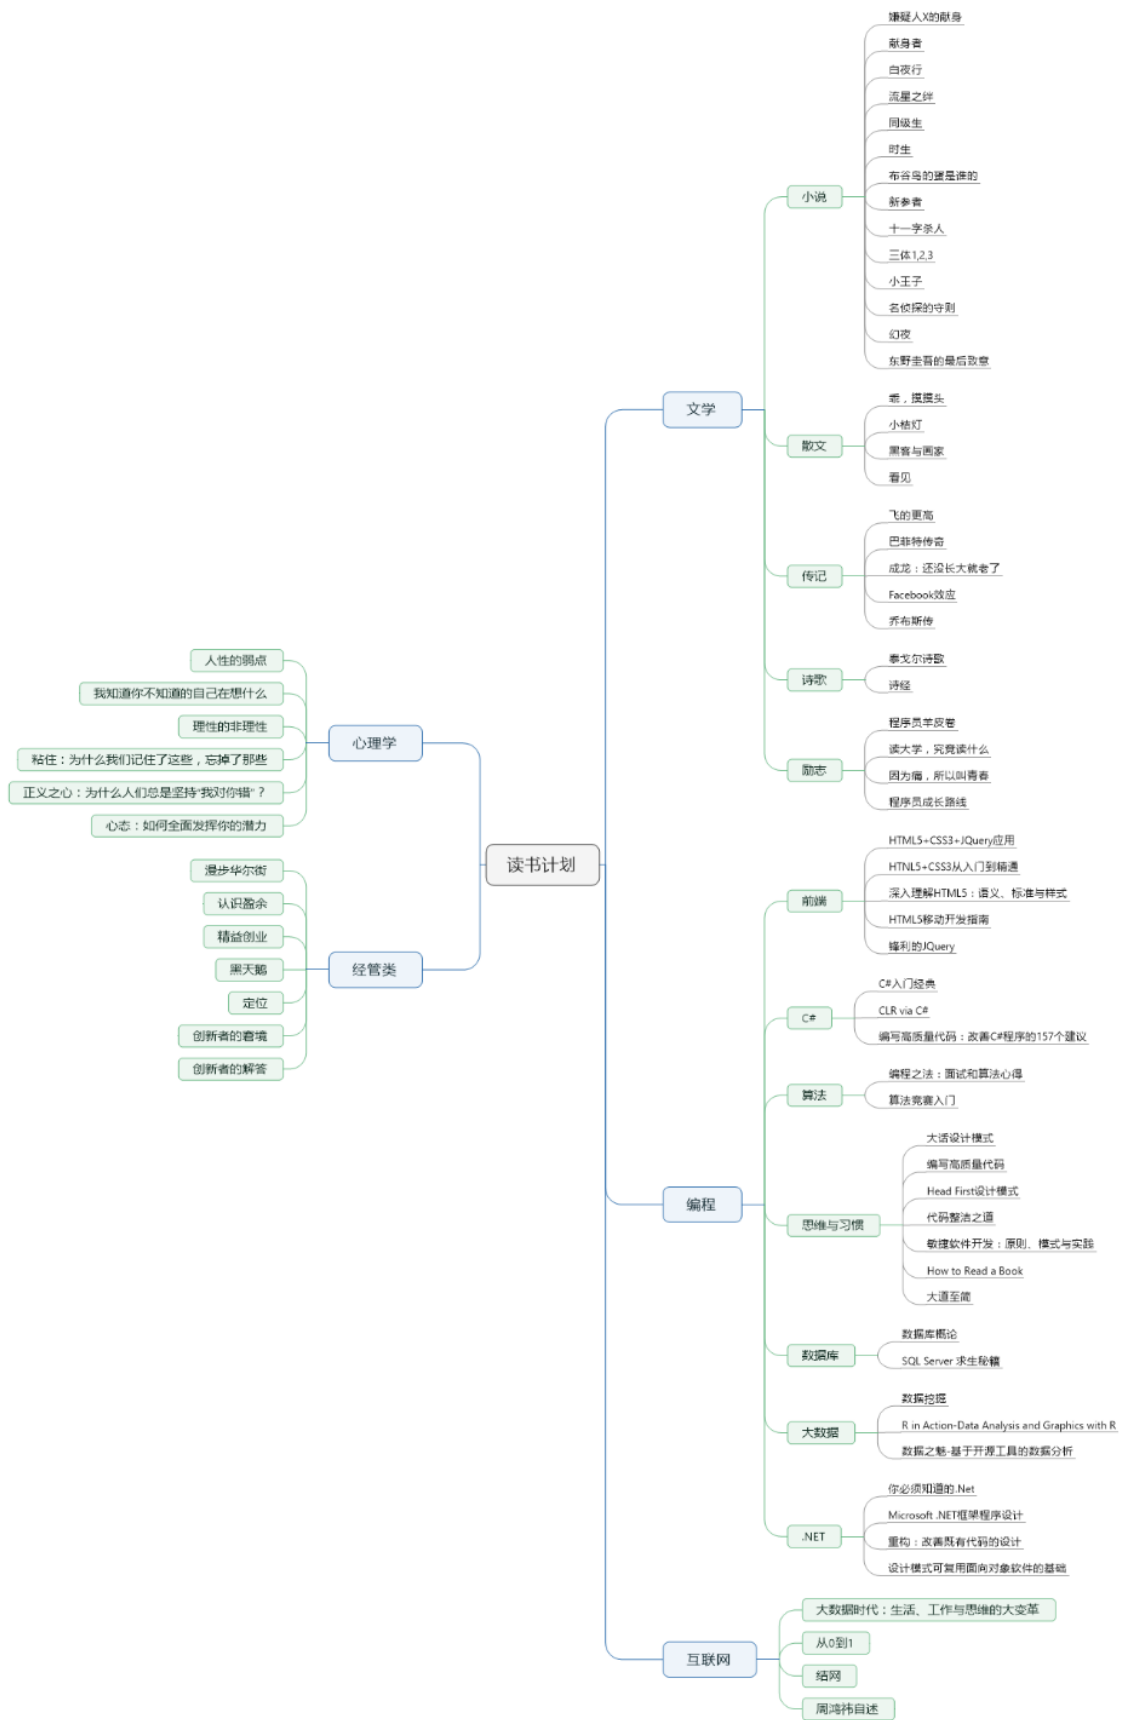 读书计划
文学
小说
嫌疑人X的献身
献身者
白夜行
流星之绊
同级生
时生
布谷鸟的蛋是谁的
新参者
十一字杀人
三体1,2,3
小王子
名侦探的守则
幻夜
东野圭吾的最后致意
散文
乖，摸摸头
小桔灯
黑客与画家
看见
传记
飞的更高
巴菲特传奇
成龙：还没长大就老了
Facebook效应
乔布斯传
诗歌
泰戈尔诗歌
诗经
励志
程序员羊皮卷
读大学，究竟读什么
因为痛，所以叫青春
程序员成长路线
编程
前端
HTML5+CSS3+JQuery应用
HTNL5+CSS3从入门到精通
深入理解HTML5：语义、标准与样式
HTML5移动开发指南
锋利的JQuery
C#
C#入门经典
CLR via C#
编写高质量代码：改善C#程序的157个建议
算法
编程之法：面试和算法心得
算法竞赛入门
思维与习惯
大话设计模式
编写高质量代码
Head First设计模式
代码整洁之道
敏捷软件开发：原则、模式与实践
How to Read a Book
大道至简
数据库
数据库概论
SQL Server 求生秘籍
大数据
数据挖掘
R in Action-Data Analysis and Graphics with R
数据之魅-基于开源工具的数据分析
.NET
你必须知道的.Net
Microsoft .NET框架程序设计
重构：改善既有代码的设计
设计模式可复用面向对象软件的基础
互联网
大数据时代：生活、工作与思维的大变革
从0到1
结网
周鸿祎自述
心理学
人性的弱点
我知道你不知道的自己在想什么
理性的非理性
粘住：为什么我们记住了这些，忘掉了那些
正义之心：为什么人们总是坚持“我对你错”？
心态：如何全面发挥你的潜力
经管类
漫步华尔街
认识盈余
精益创业
黑天鹅
定位
创新者的窘境
创新者的解答